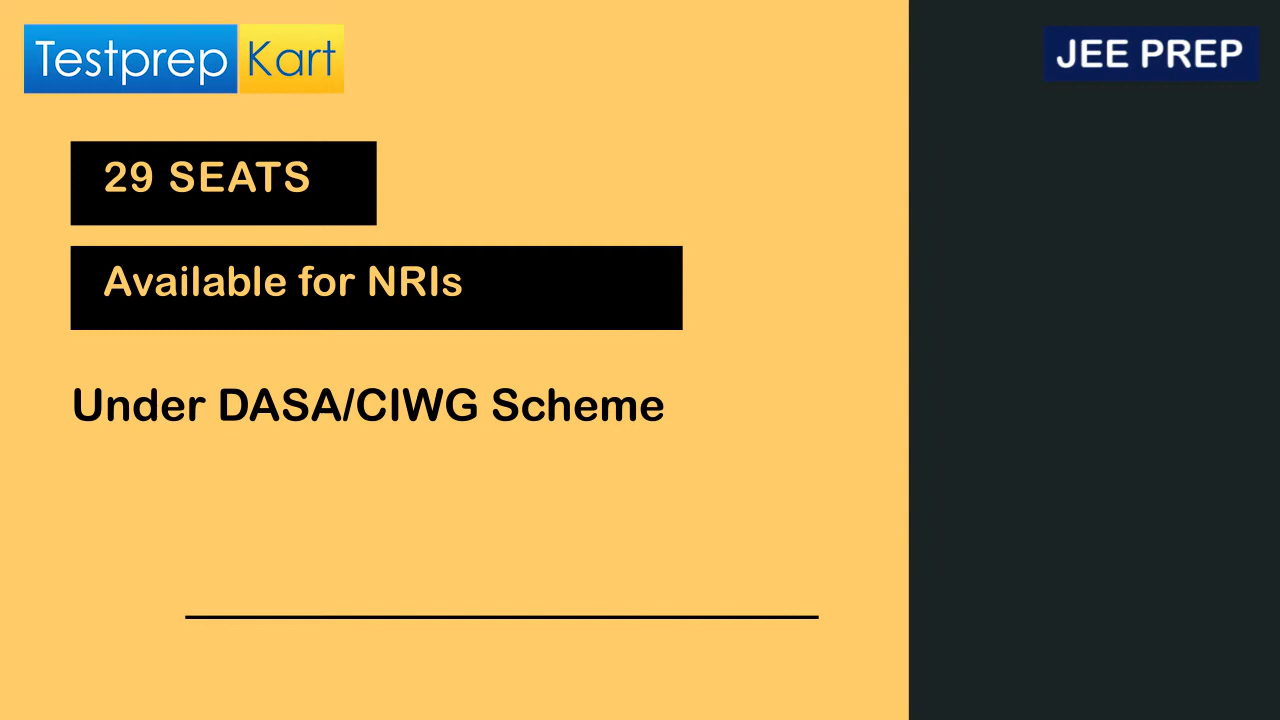 Testprep Kart
JEE PREP
29 SEATS
Available for NRIs
Under DASA/CIWG Scheme